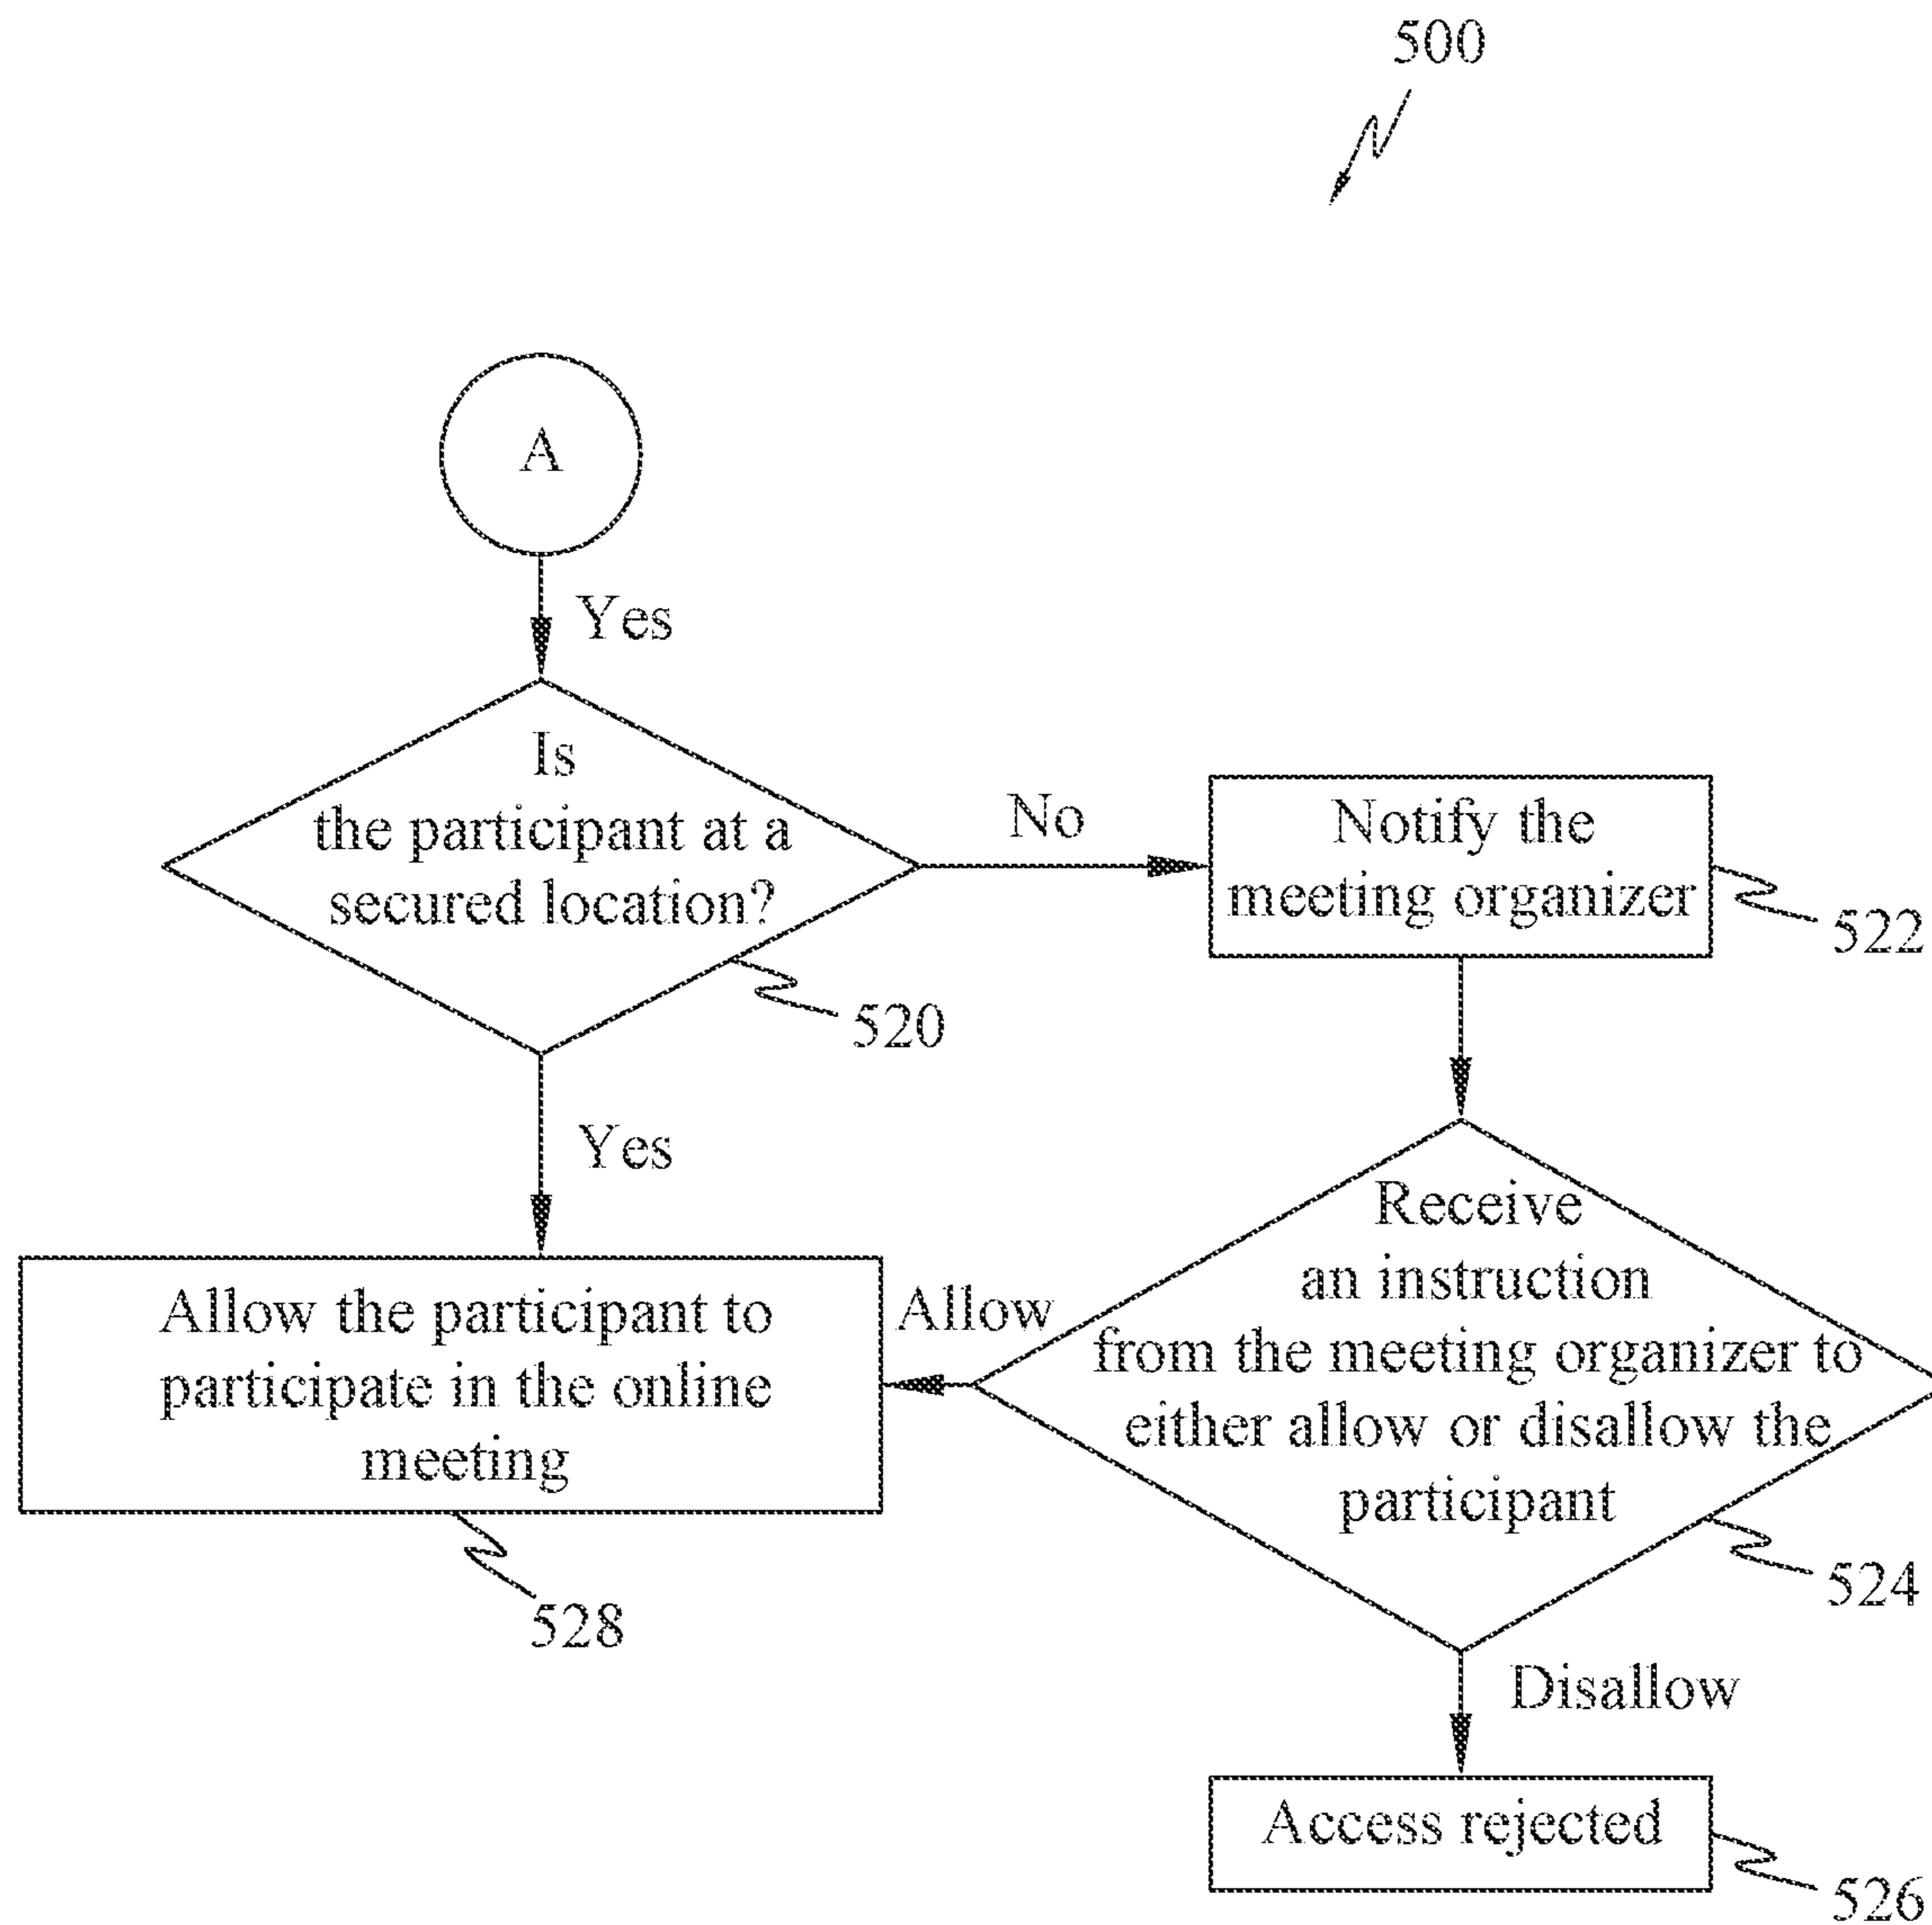 500
A
Yes
Is
the participant at a
secured location?
520
No
Notify the
meeting organizer
522
Yes
Allow the participant to
participate in the online
meeting
528
Allow
Receive
an instruction
from the meeting organizer to
either allow or disallow the
participant
524
Disallow
Access rejected
526